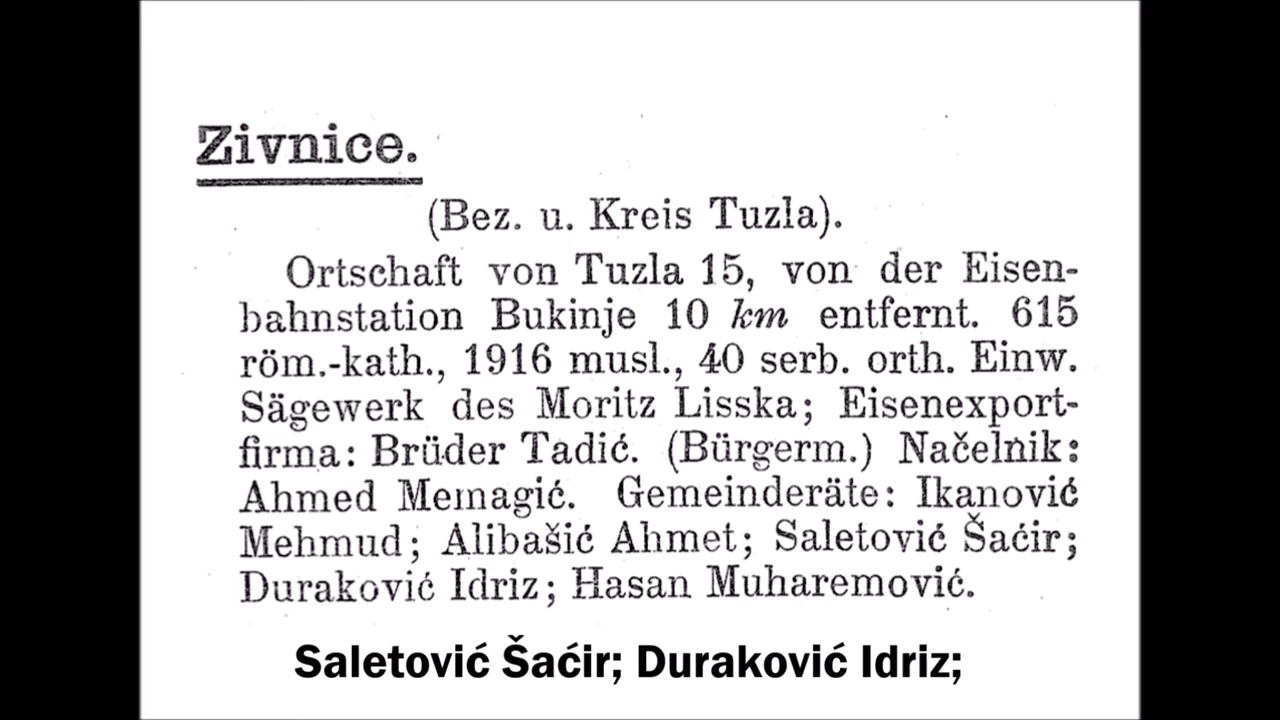 Zivnice.
(Bez. u. Kreis Tuzla).
Ortschaft von Tuzla 15, von der Eisen-
bahnstation Bukinje 10 km entfernt. 615
röm.-kath., 1916 musl., 40 serb. orth. Einw.
Sägewerk des Moritz Lisska; Eisenexport-
firma: Brüder Tadić. (Bürgerm.) Načelnik:
Ahmed Memagić. Gemeinderäte: Ikanović
Mehmud; Alibašić Ahmet; Saletović Šaćir;
Duraković Idriz; Hasan Muharemović.
Saletović Šaćir; Duraković Idriz;